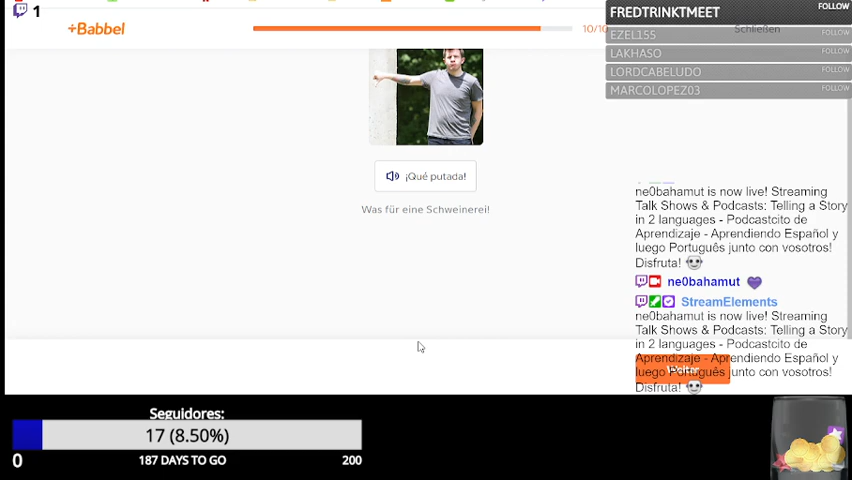 1
+Babbel
10/10
Schließen
FREDTRINKTMEET
FOLLOW
EZEL155
FOLLOW
LAKHASO
FOLLOW
LORDCABELUDO
FOLLOW
MARCOLOPEZ03
FOLLOW
¡Qué putada!
Was für eine Schweinerei!
ne0bahamut is now live! Streaming
Talk Shows & Podcasts: Telling a Story
in 2 languages - Podcastcito de
Aprendizaje - Aprendiendo Español y
luego Português junto con vosotros!
Disfruta!
ne0bahamut
StreamElements
ne0bahamut is now live! Streaming
Talk Shows & Podcasts: Telling a Story
in 2 languages - Podcastcito de
Aprendizaje - Aprendiendo Español y
luego Português junto con vosotros!
Disfruta!
Weiter
Seguidores:
17 (8.50%)
0
187 DAYS TO GO
200